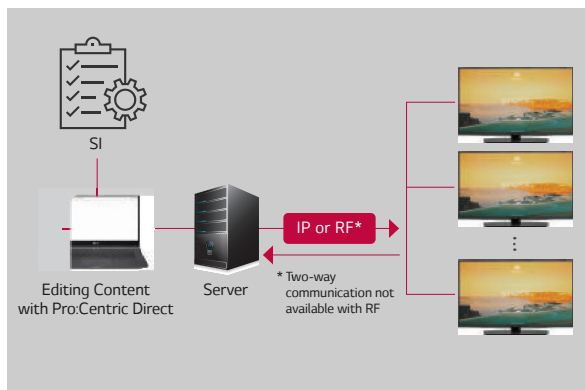 SI
IP or RF*
Editing Content
with Pro:Centric Direct
Server
* Two-way
communication not
available with RF